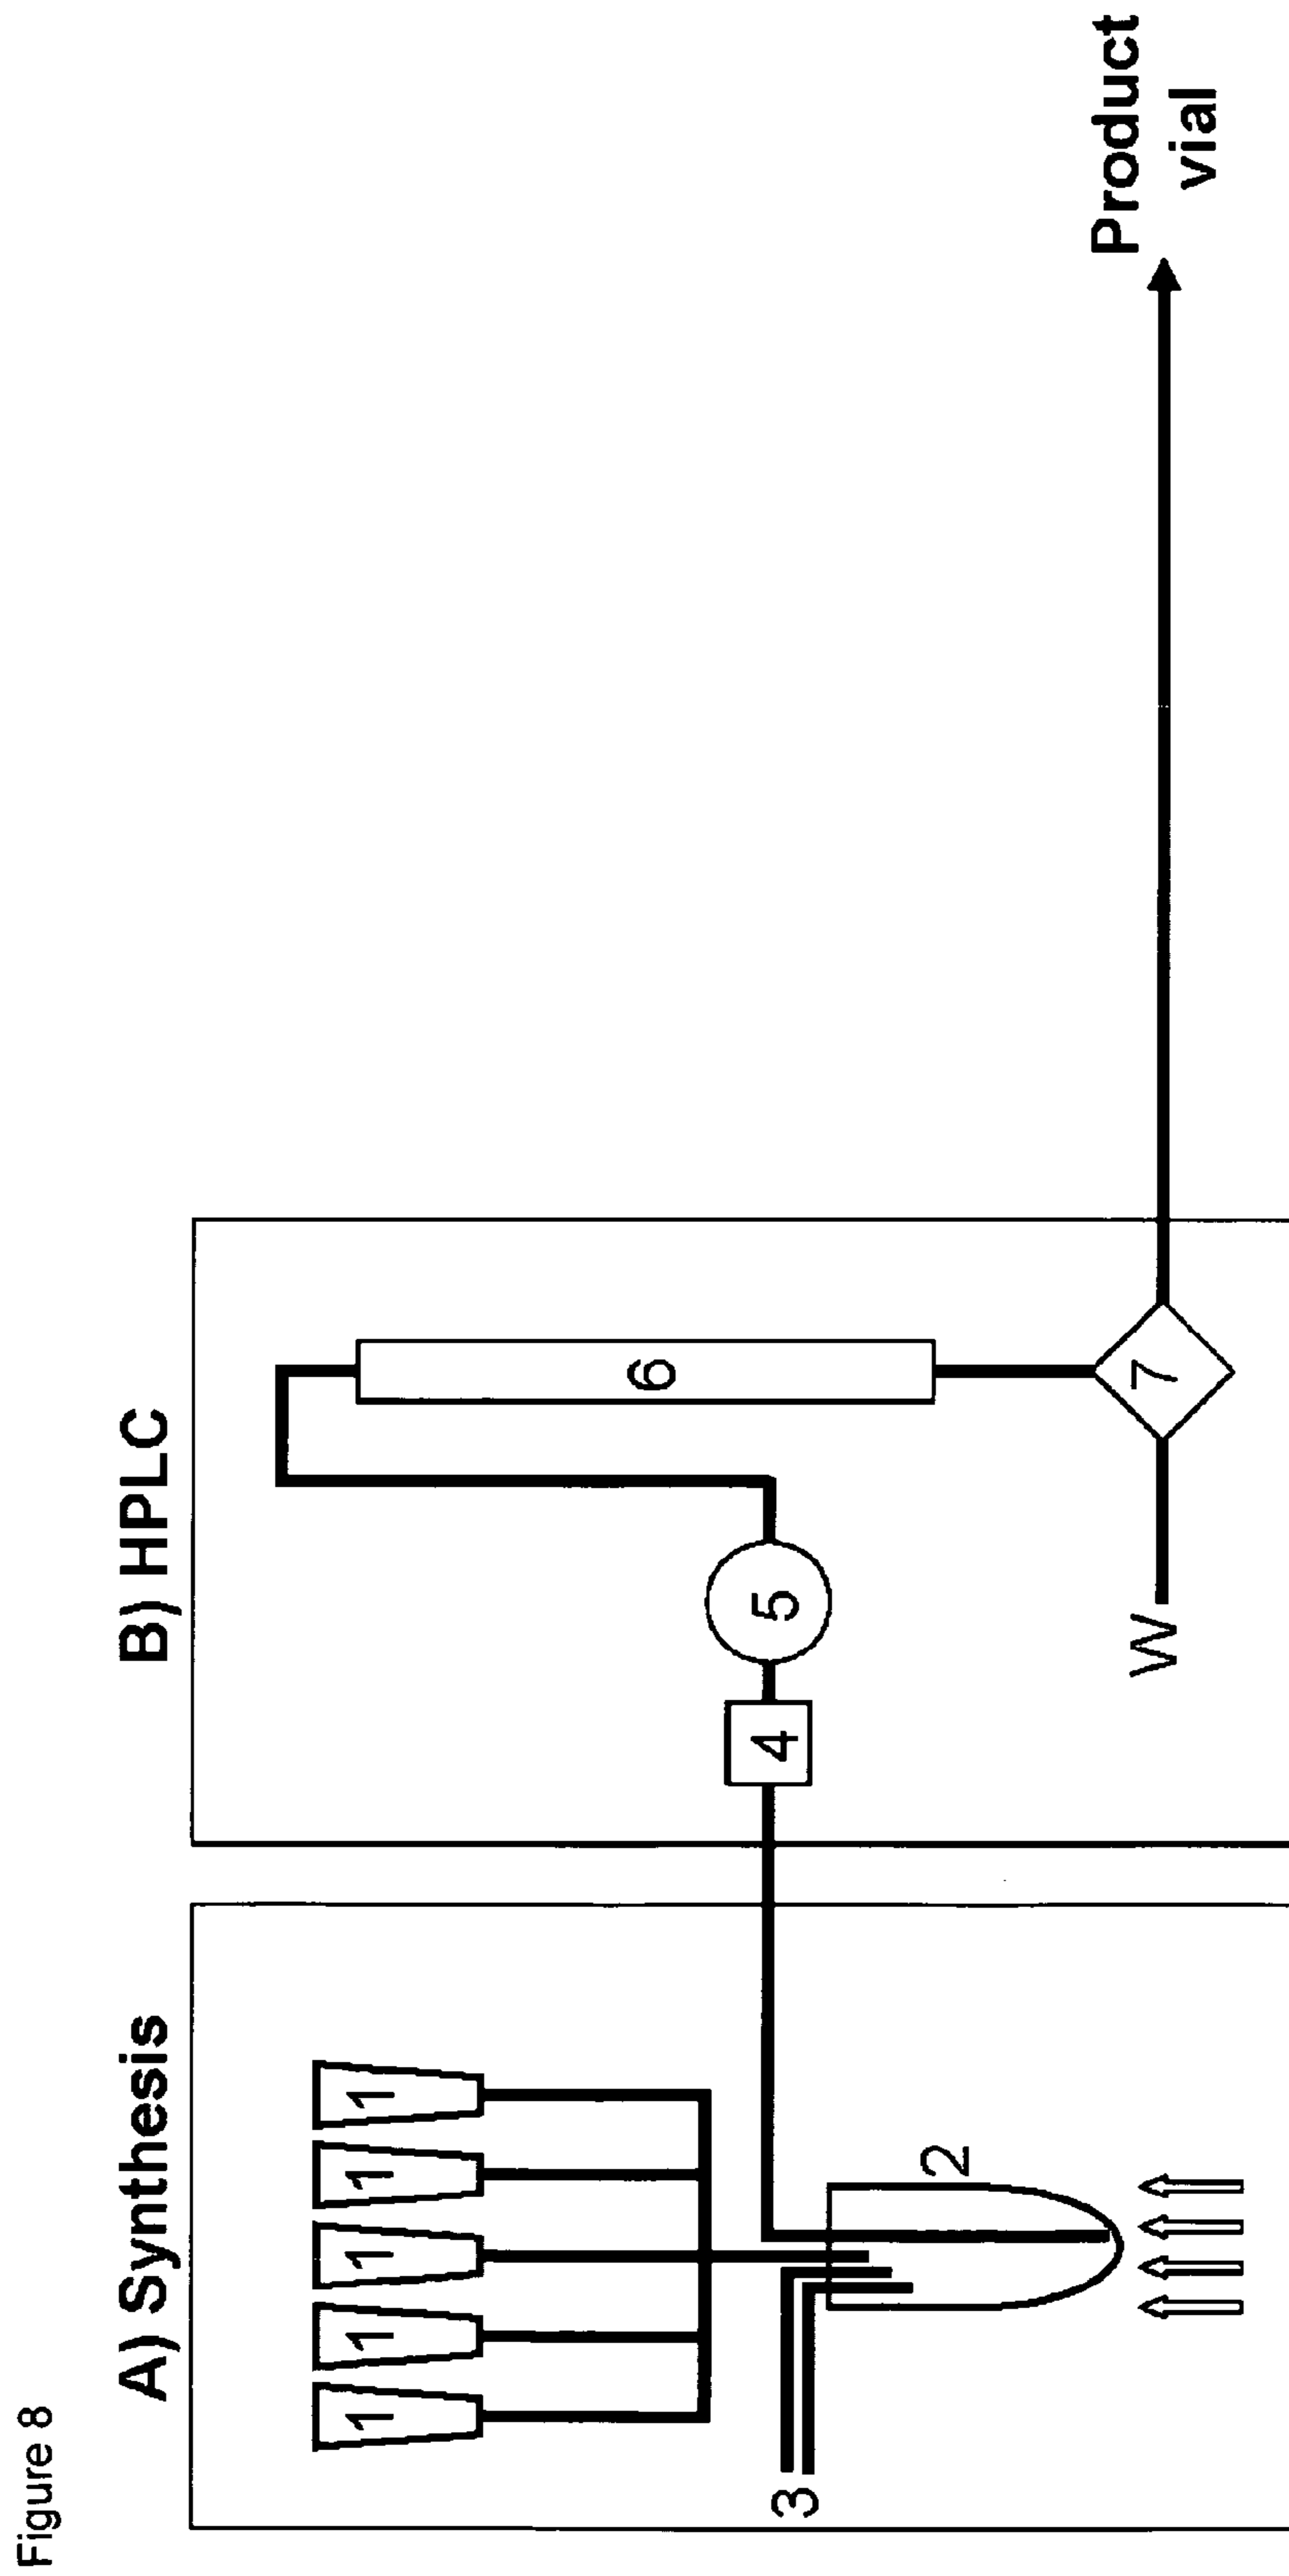 Figure 8
A) Synthesis
B) HPLC
1 1 1 1 1
2
3
4
5
6
7
W
Product
vial